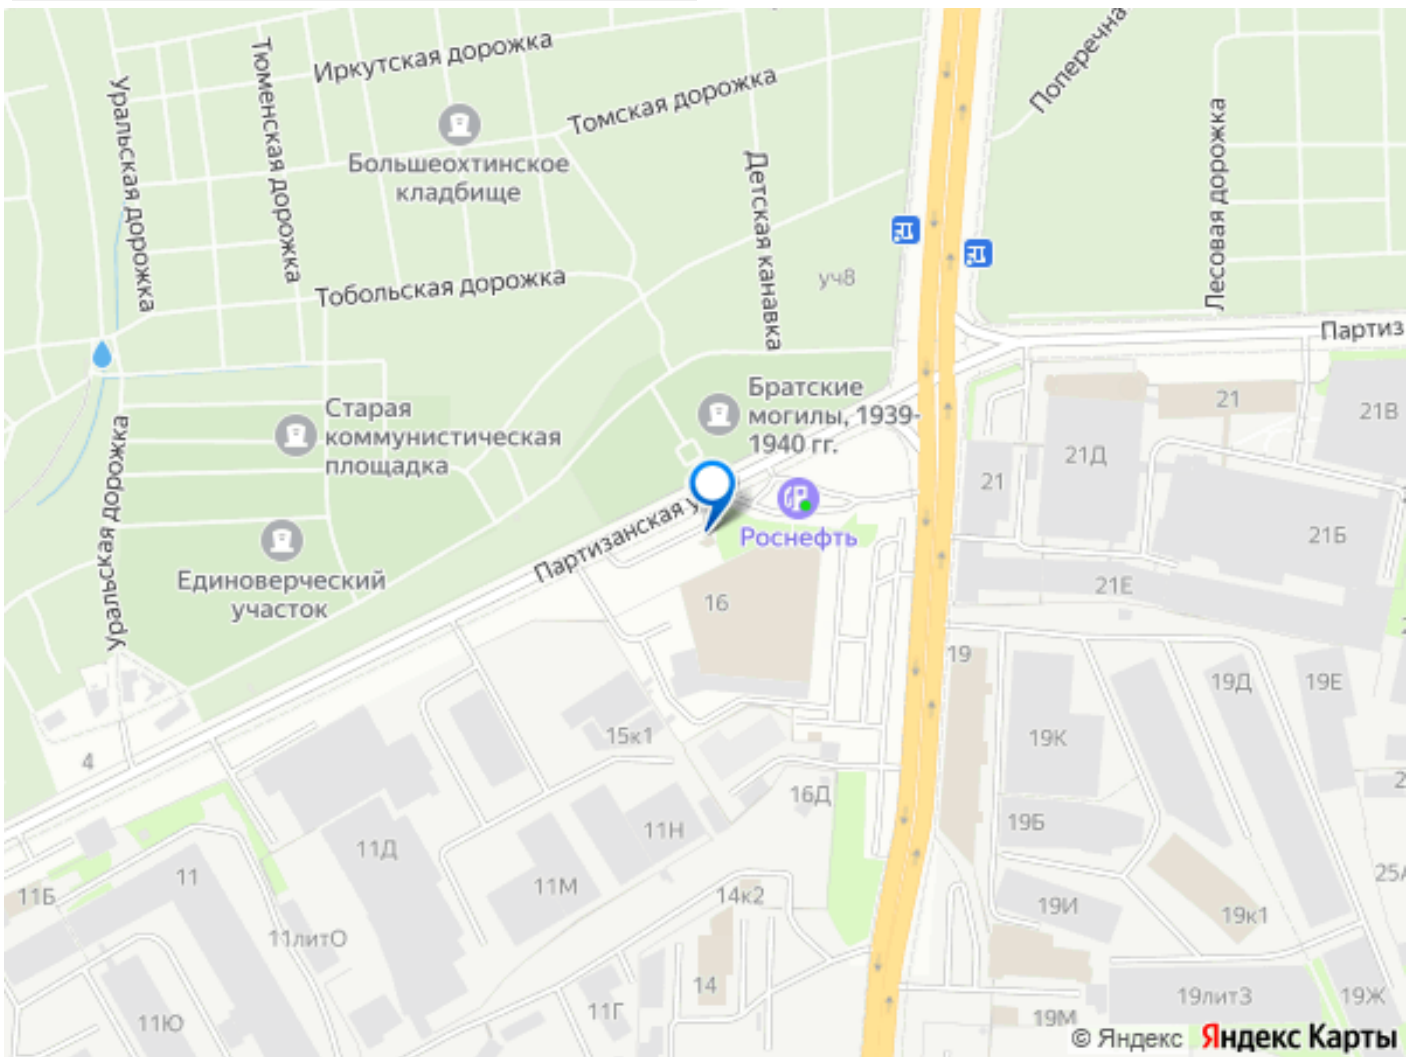 Иркутская дорожка
Поперечна
Тюменская дорожка
Уральская дорожка
Томская дорожка
Лесовая дорожка
Большеохтинское
кладбище
Детская канавка
Тобольская дорожка
уч8
Партиз
Братские
могилы, 1939-
1940 гг.
Старая
коммунистическая
площадка
21
21В
21Д
21
Уральская дорожка
Партизанская у
Роснефть
21Б
Единоверческий
участок
21Е
16
19
19Д
19Е
15к1
19К
4
16Д
11Н
19Б
11Д
11
11М
14к2
25А
11Б
19И
19к1
11литО
14
19литЗ
19Ж
11Г
11Ю
19М
© Яндекс Яндекс Карты